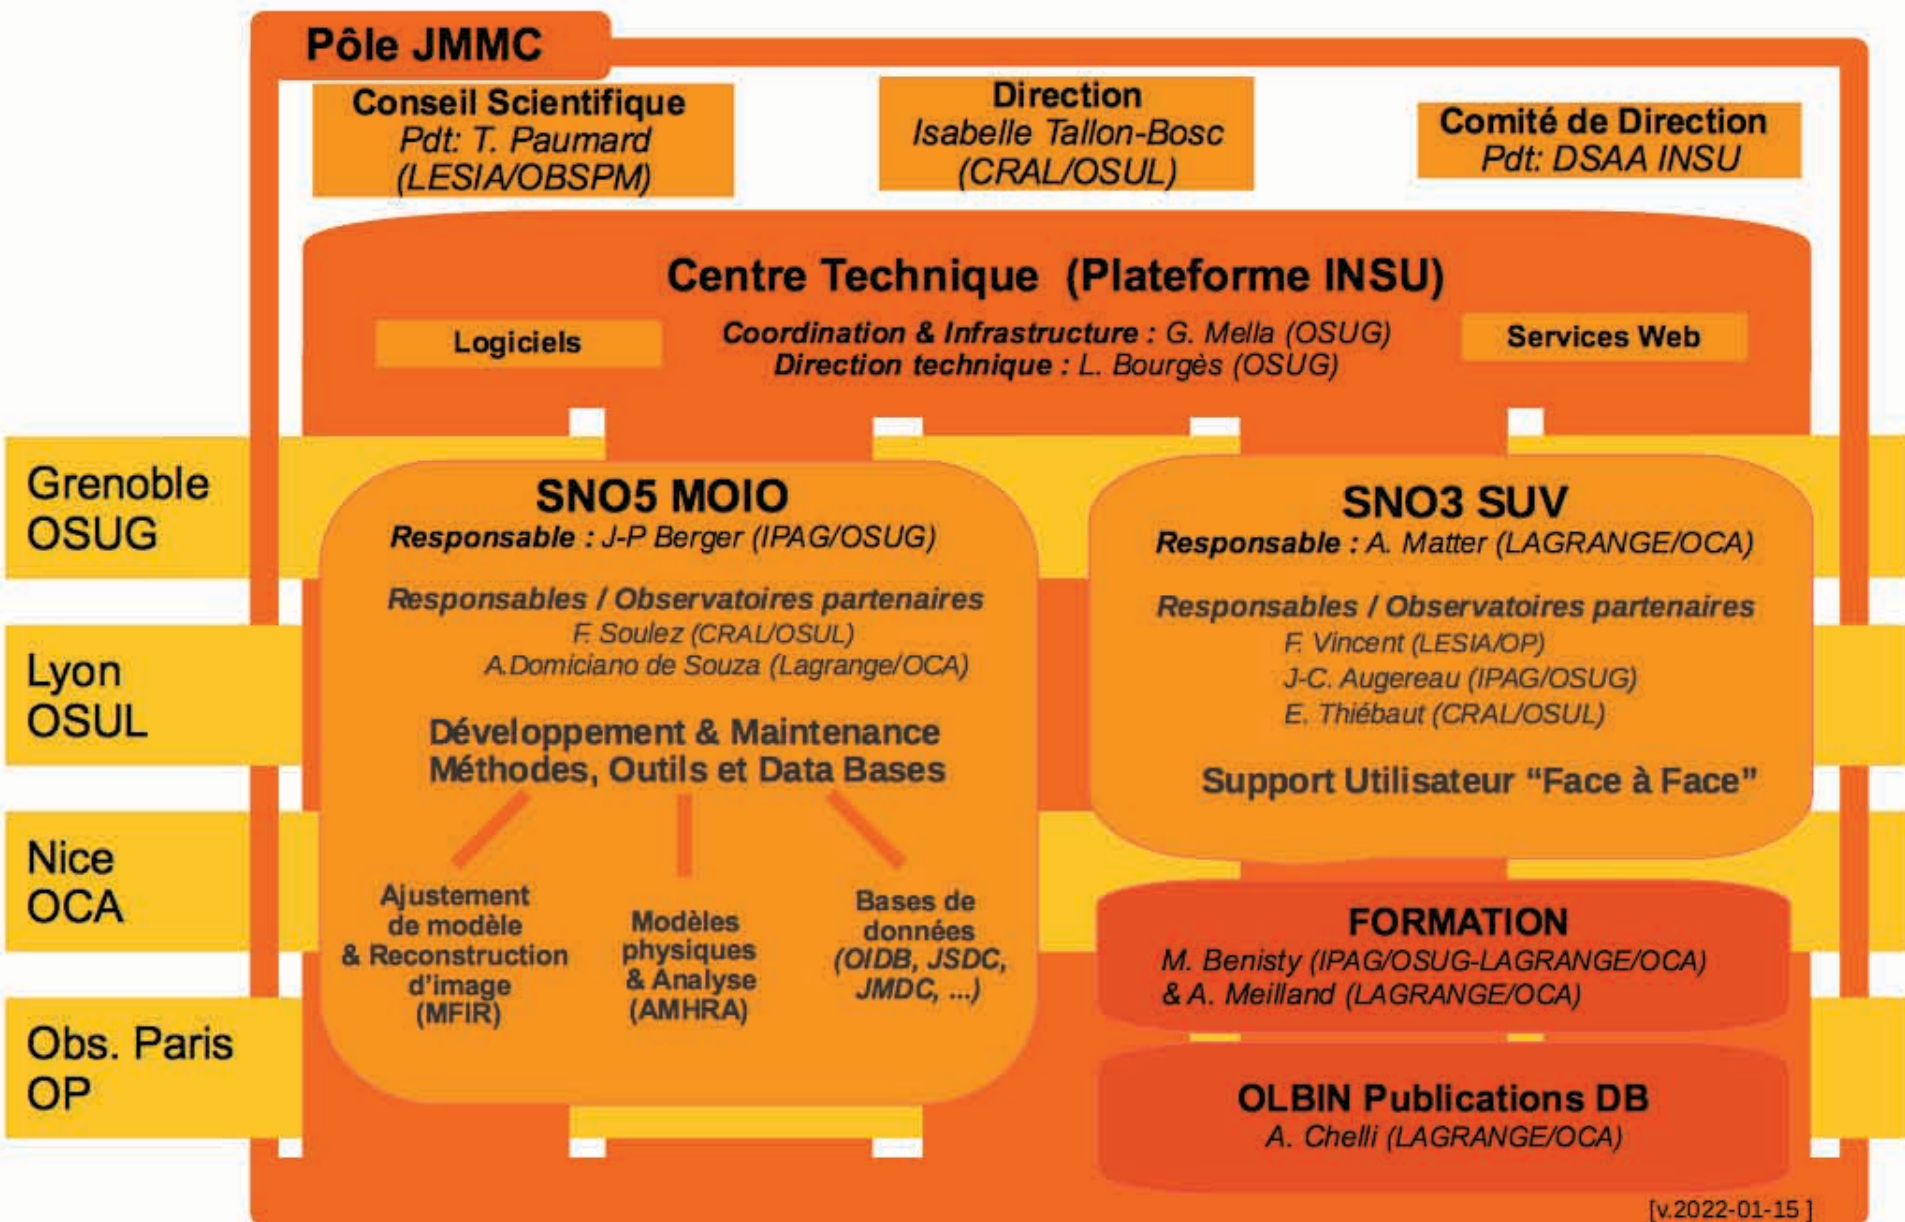 Pôle JMMC
Conseil Scientifique
Pdt: T. Paumard
(LESIA/OBSPM)
Direction
Isabelle Tallon-Bosc
(CRAL/OSUL)
Comité de Direction
Pdt: DSAA INSU
Centre Technique (Plateforme INSU)
Logiciels
Coordination & Infrastructure : G. Mella (OSUG)
Direction technique : L. Bourgès (OSUG)
Services Web
Grenoble
OSUG
Lyon
OSUL
Nice
OCA
Obs. Paris
OP
SNO5 MOIO
Responsable : J-P Berger (IPAG/OSUG)
Responsables / Observatoires partenaires
F. Soulez (CRAL/OSUL)
A.Domiciano de Souza (Lagrange/OCA)
Développement & Maintenance
Méthodes, Outils et Data Bases
Ajustement
de modèle
& Reconstruction
d'image
(MFIR)
Modèles
physiques
& Analyse
(AMHRA)
Bases de
données
(OIDB, JSDC,
JMDC, ...)
SNO3 SUV
Responsable : A. Matter (LAGRANGE/OCA)
Responsables / Observatoires partenaires
F. Vincent (LESIA/OP)
J-C. Augereau (IPAG/OSUG)
E. Thiébaut (CRAL/OSUL)
Support Utilisateur “Face à Face”
FORMATION
M. Benisty (IPAG/OSUG-LAGRANGE/OCA)
& A. Meilland (LAGRANGE/OCA)
OLBIN Publications DB
A. Chelli (LAGRANGE/OCA)
[v.2022-01-15 ]